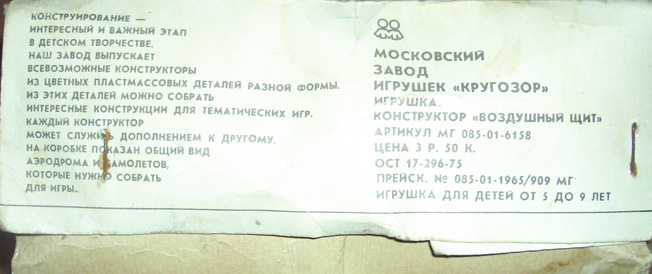 КОНСТРУИРОВАНИЕ —
ИНТЕРЕСНЫЙ И ВАЖНЫЙ ЭТАП
В ДЕТСКОМ ТВОРЧЕСТВЕ.
НАШ ЗАВОД ВЫПУСКАЕТ
ВСЕВОЗМОЖНЫЕ КОНСТРУКТОРЫ
ИЗ ЦВЕТНЫХ ПЛАСТМАССОВЫХ ДЕТАЛЕЙ РАЗНОЙ ФОРМЫ.
ИЗ ЭТИХ ДЕТАЛЕЙ МОЖНО СОБРАТЬ
ИНТЕРЕСНЫЕ КОНСТРУКЦИИ ДЛЯ ТЕМАТИЧЕСКИХ ИГР.
КАЖДЫЙ КОНСТРУКТОР
МОЖЕТ СЛУЖИТЬ ДОПОЛНЕНИЕМ К ДРУГОМУ.
НА КОРОБКЕ ПОКАЗАН ОБЩИЙ ВИД
АЭРОДРОМА И САМОЛЕТОВ,
КОТОРЫЕ НУЖНО СОБРАТЬ
ДЛЯ ИГРЫ.
МОСКОВСКИЙ
ЗАВОД
ИГРУШЕК «КРУГОЗОР»
ИГРУШКА.
КОНСТРУКТОР «ВОЗДУШНЫЙ ЩИТ»
АРТИКУЛ МГ 085-01-6158
ЦЕНА 3 Р. 50 К.
ОСТ 17-296-75
ПРЕЙСК. № 085-01-1965/909 МГ
ИГРУШКА ДЛЯ ДЕТЕЙ ОТ 5 ДО 9 ЛЕТ